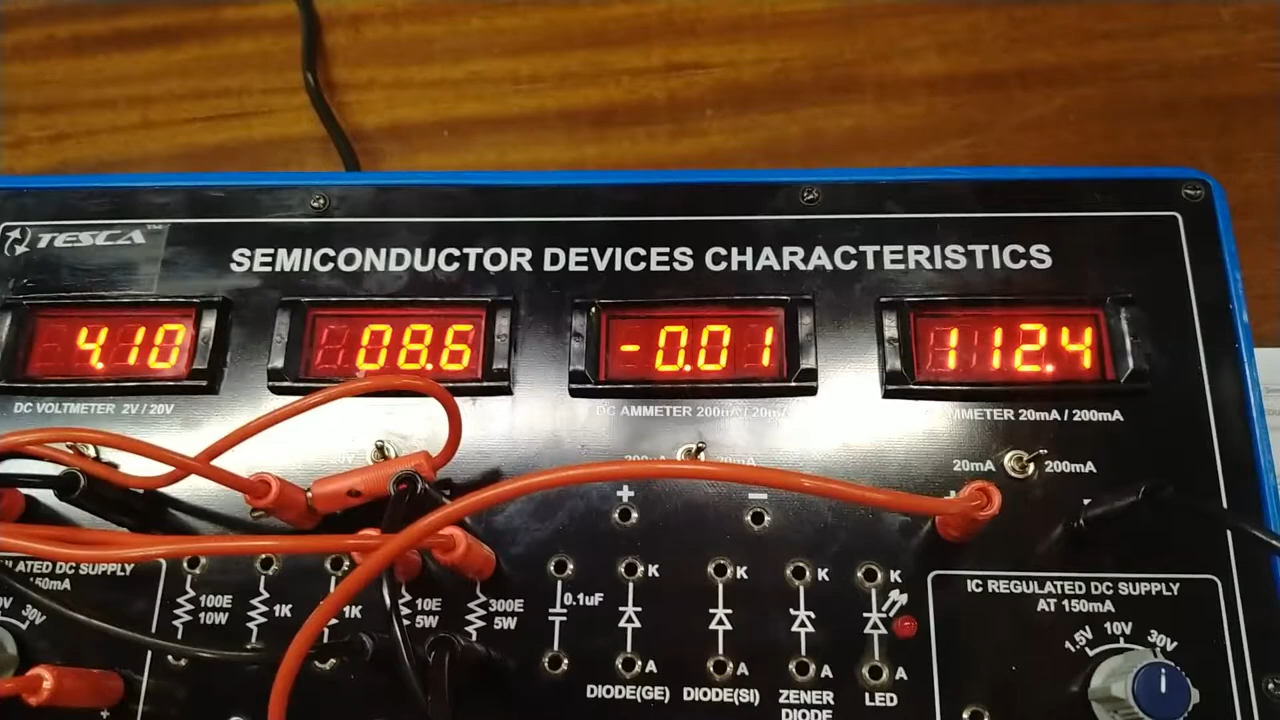 TESCA
SEMICONDUCTOR DEVICES CHARACTERISTICS
4.10
08.6
-0.01
112.4
DC VOLTMETER 2V / 20V
DC AMMETER 200mA / 20mA
AMMETER 20mA / 200mA
20mA
20mA
200mA
+
-
-
DC SUPPLY
150mA
30V
100E
10W
1K
1K
10E
5W
300E
5W
0.1uF
K
K
K
K
A
A
A
A
DIODE(GE)
DIODE(SI)
ZENER
DIODE
LED
IC REGULATED DC SUPPLY
AT 150mA
1.5V
10V
30V
+